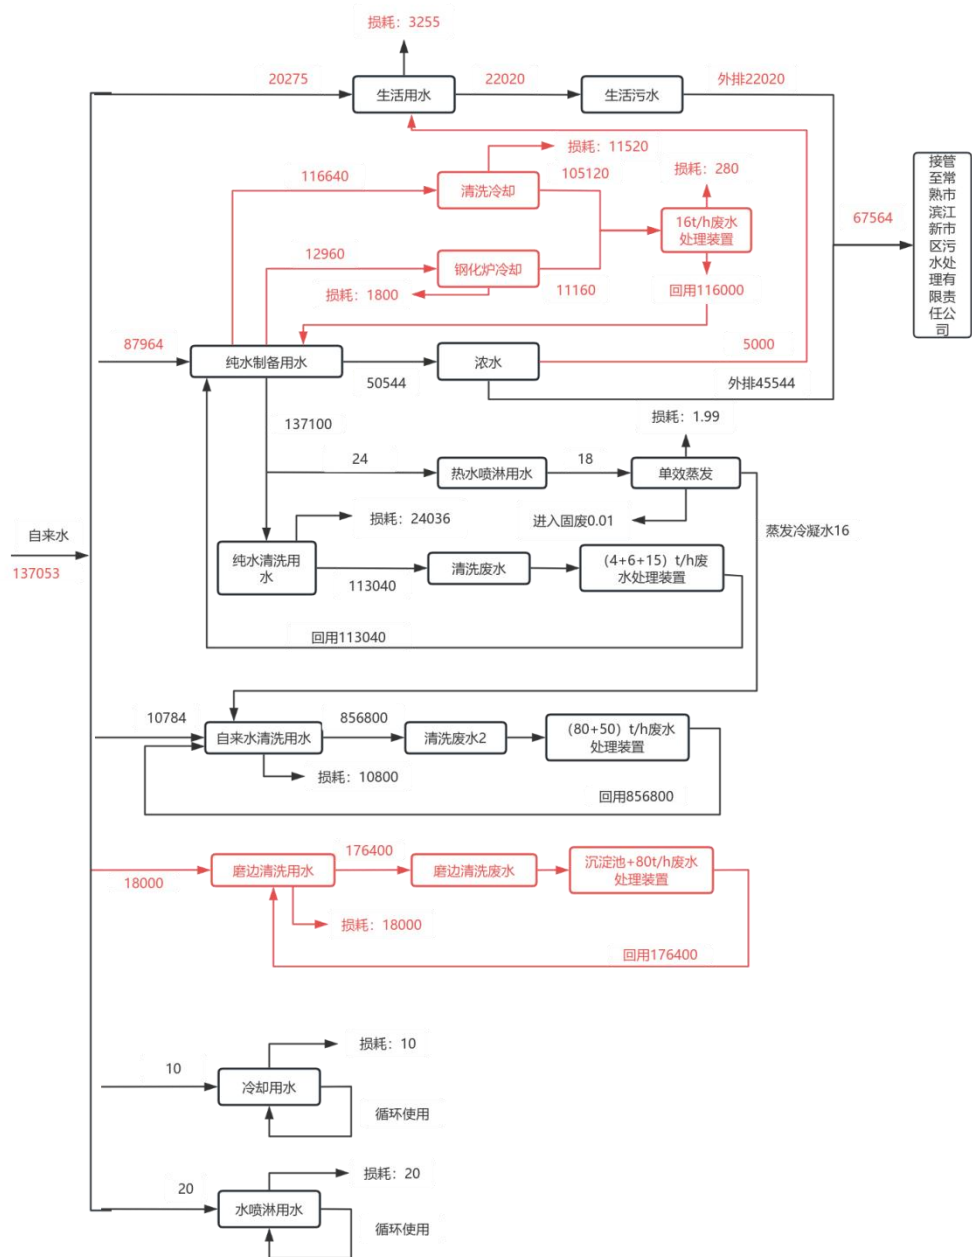 损耗：3255
20275
22020
外排22020
生活用水
生活污水
损耗：11520
116640
105120
损耗：280
清洗冷却
16t/h废水
处理装置
12960
钢化炉冷却
损耗：1800
11160
回用116000
67564
接管
至常
熟市
滨江
新市
区污
水处
理有
限责
任公
司
87964
5000
纯水制备用水
浓水
50544
外排45544
137100
损耗：1.99
24
18
热水喷淋用水
单效蒸发
进入固废0.01
蒸发冷凝水16
损耗：24036
自来水
137053
纯水清洗用
水
113040
清洗废水
（4+6+15）t/h废
水处理装置
回用113040
10784
856800
自来水清洗用水
清洗废水2
（80+50）t/h废水
处理装置
损耗：10800
回用856800
176400
18000
磨边清洗用水
磨边清洗废水
沉淀池+80t/h废水
处理装置
损耗：18000
回用176400
损耗：10
10
冷却用水
循环使用
损耗：20
20
水喷淋用水
循环使用